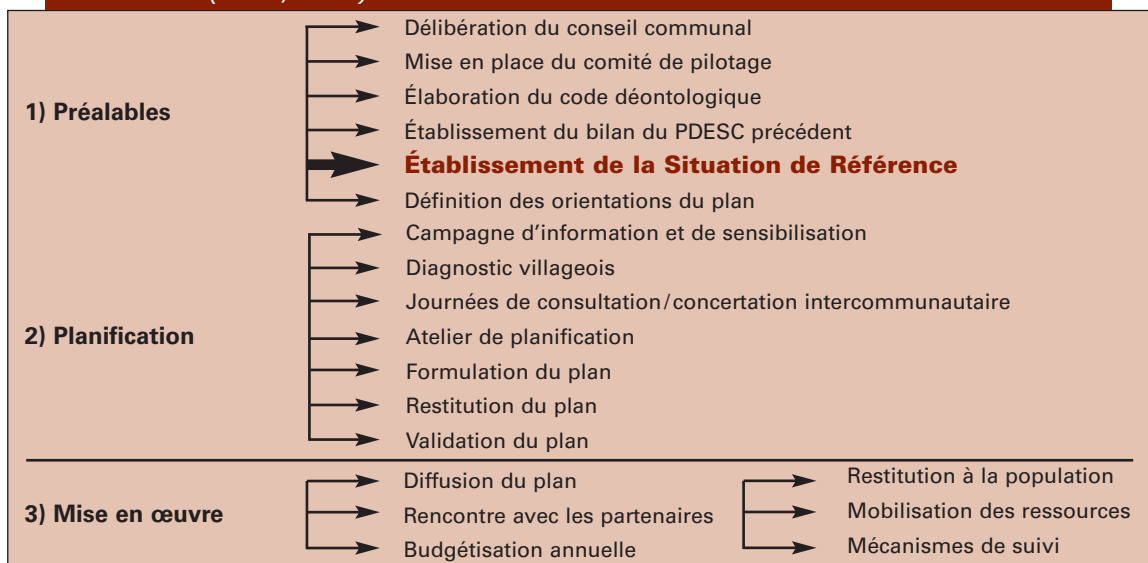 1) Préalables
Délibération du conseil communal
Mise en place du comité de pilotage
Élaboration du code déontologique
Établissement du bilan du PDESC précédent
Établissement de la Situation de Référence
Définition des orientations du plan
2) Planification
Campagne d'information et de sensibilisation
Diagnostic villageois
Journées de consultation/concertation intercommunautaire
Atelier de planification
Formulation du plan
Restitution du plan
Validation du plan
3) Mise en œuvre
Diffusion du plan
Rencontre avec les partenaires
Budgétisation annuelle
Restitution à la population
Mobilisation des ressources
Mécanismes de suivi